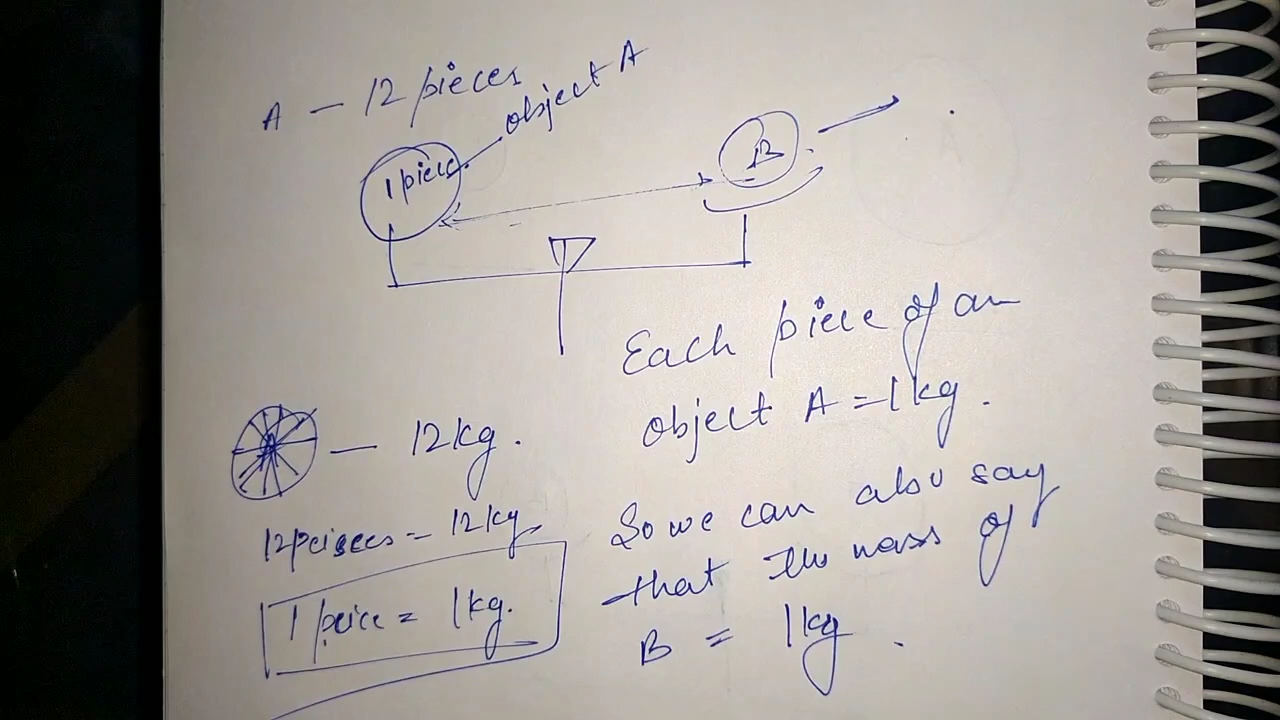 A - 12 pieces
object A
1 piece
B
Each piece of an
object A = 1kg.
- 12kg.
12 peisces - 12kg
1 peice = 1kg.
So we can also say
that the mass of
B = 1kg.